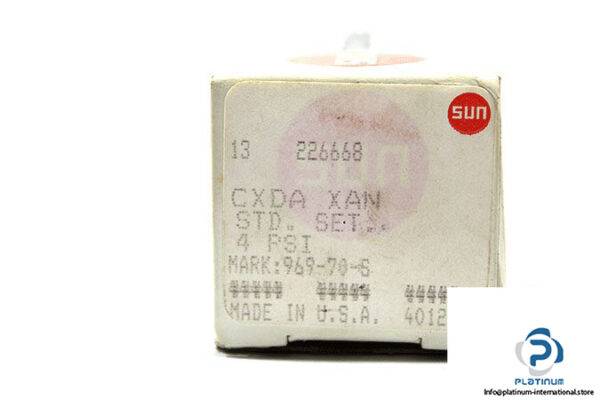 sun
13 226668
CXDA XAN
STD. SET..
4 PSI
MARK:969-70-S
##### ##### ####
MADE IN U.S.A. 4012
PLATINUM
info@platinum-international.store